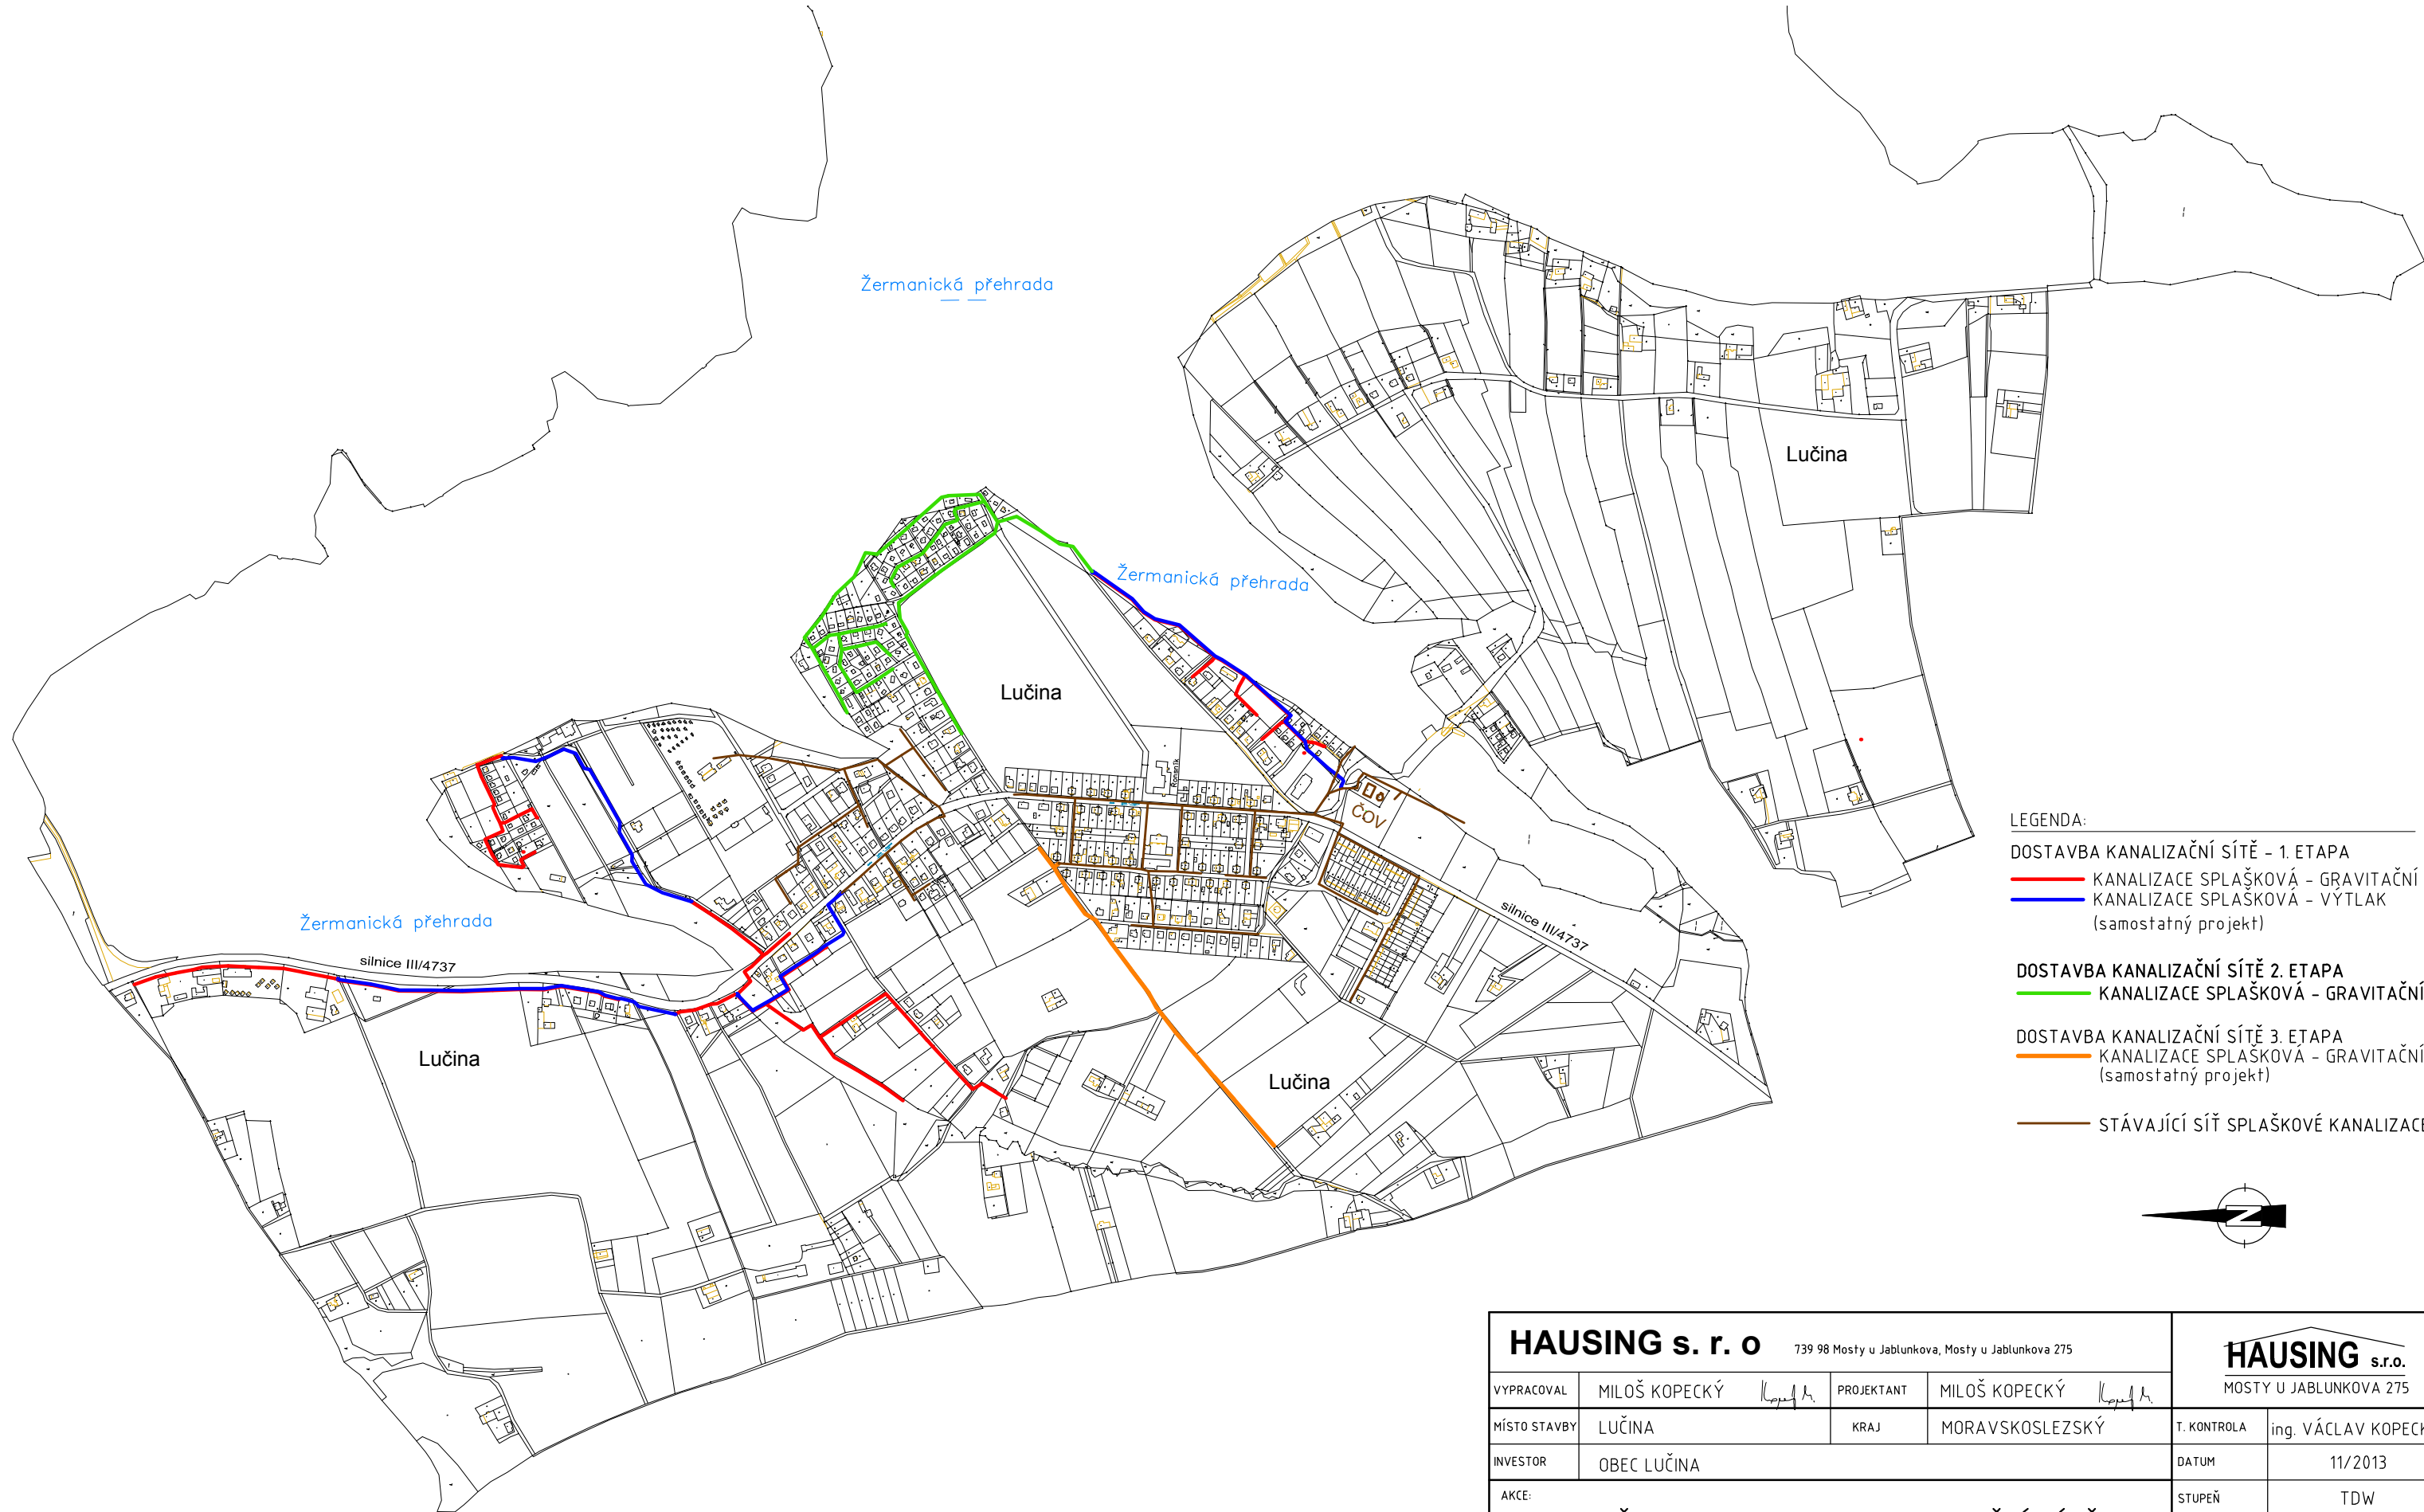 Žermanická přehrada
Lučina
Žermanická přehrada
Lučina
Řadaník
ČOV
Žermanická přehrada
silnice III/4737
silnice III/4737
Lučina
Lučina
LEGENDA:
DOSTAVBA KANALIZAČNÍ SÍTĚ - 1. ETAPA
KANALIZACE SPLAŠKOVÁ - GRAVITAČNÍ
KANALIZACE SPLAŠKOVÁ - VÝTLAK
(samostatný projekt)
DOSTAVBA KANALIZAČNÍ SÍTĚ 2. ETAPA
KANALIZACE SPLAŠKOVÁ - GRAVITAČNÍ
DOSTAVBA KANALIZAČNÍ SÍTĚ 3. ETAPA
KANALIZACE SPLAŠKOVÁ - GRAVITAČNÍ
(samostatný projekt)
STÁVAJÍCÍ SÍŤ SPLAŠKOVÉ KANALIZACE
Z
HAUSING s. r. o 739 98 Mosty u Jablunkova, Mosty u Jablunkova 275
HAUSING s.r.o.
MOSTY U JABLUNKOVA 275
VYPRACOVAL MILOŠ KOPECKÝ PROJEKTANT MILOŠ KOPECKÝ
MÍSTO STAVBY LUČINA KRAJ MORAVSKOSLEZSKÝ T. KONTROLA ing. VÁCLAV KOPECK
INVESTOR OBEC LUČINA DATUM 11/2013
AKCE: STUPEŇ TDW